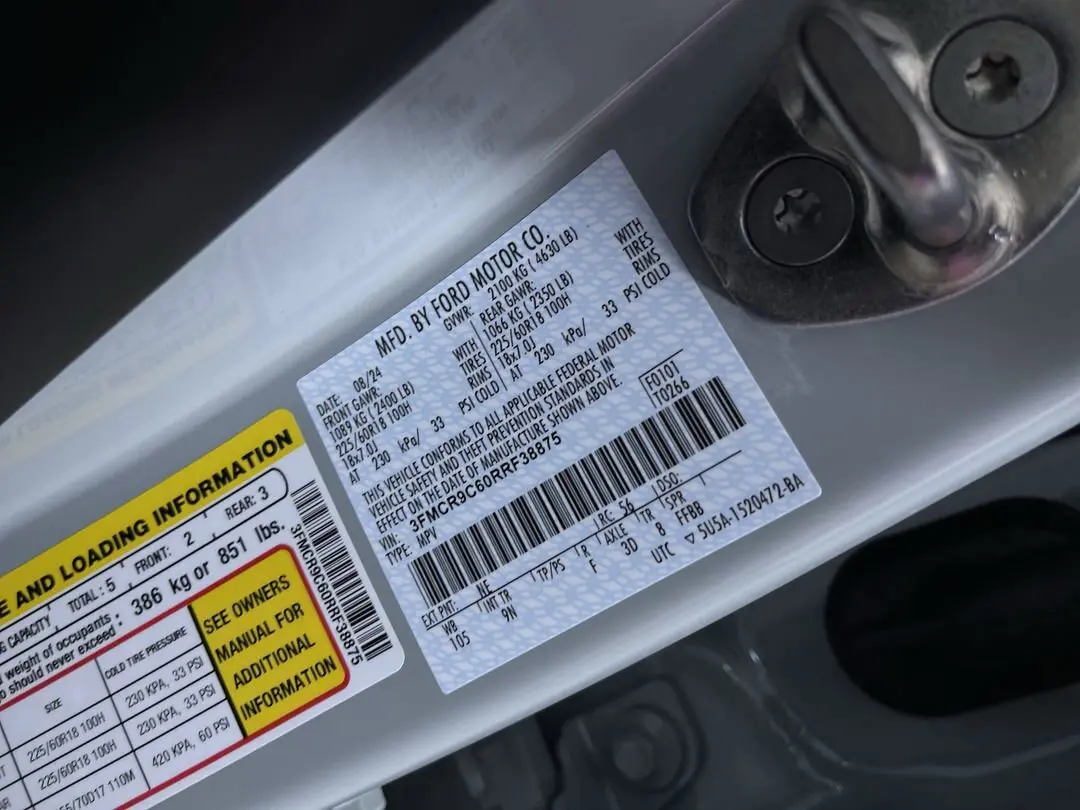 MFD. BY FORD MOTOR CO.
DATE: 08/24
GVWR: 2100 KG ( 4630 LB)
FRONT GAWR:
1089 KG ( 2400 LB)
WITH
225/60R18 100H
TIRES
18x7.0J
RIMS
AT 230 kPa/ 33 PSI COLD
REAR GAWR:
1066 KG ( 2350 LB)
WITH
225/60R18 100H
TIRES
18x7.0J
RIMS
AT 230 kPa/ 33 PSI COLD
THIS VEHICLE CONFORMS TO ALL APPLICABLE FEDERAL MOTOR
VEHICLE SAFETY AND THEFT PREVENTION STANDARDS IN
EFFECT ON THE DATE OF MANUFACTURE SHOWN ABOVE.
VIN: 3FMCR9C60RRF38875
TYPE: MPV
F0101
T0266
EXT PNT: NE
RC: S6
DSO:
WB
INT TR
TP/PS
R
AXLE
TR
SPR
105
9N
F
30
8
FFBB
UTC
▽ 5U5A-1520472-BA
E AND LOADING INFORMATION
G CAPACITY
TOTAL : 5
FRONT: 2
REAR: 3
weight of occupants :
should never exceed :
386 kg or 851 lbs.
SIZE
COLD TIRE PRESSURE
225/60R18 100H
230 KPA, 33 PSI
225/60R18 100H
230 KPA, 33 PSI
5/70D17 110M
420 KPA, 60 PSI
SEE OWNERS
MANUAL FOR
ADDITIONAL
INFORMATION
3FMCR9C60RRF38875